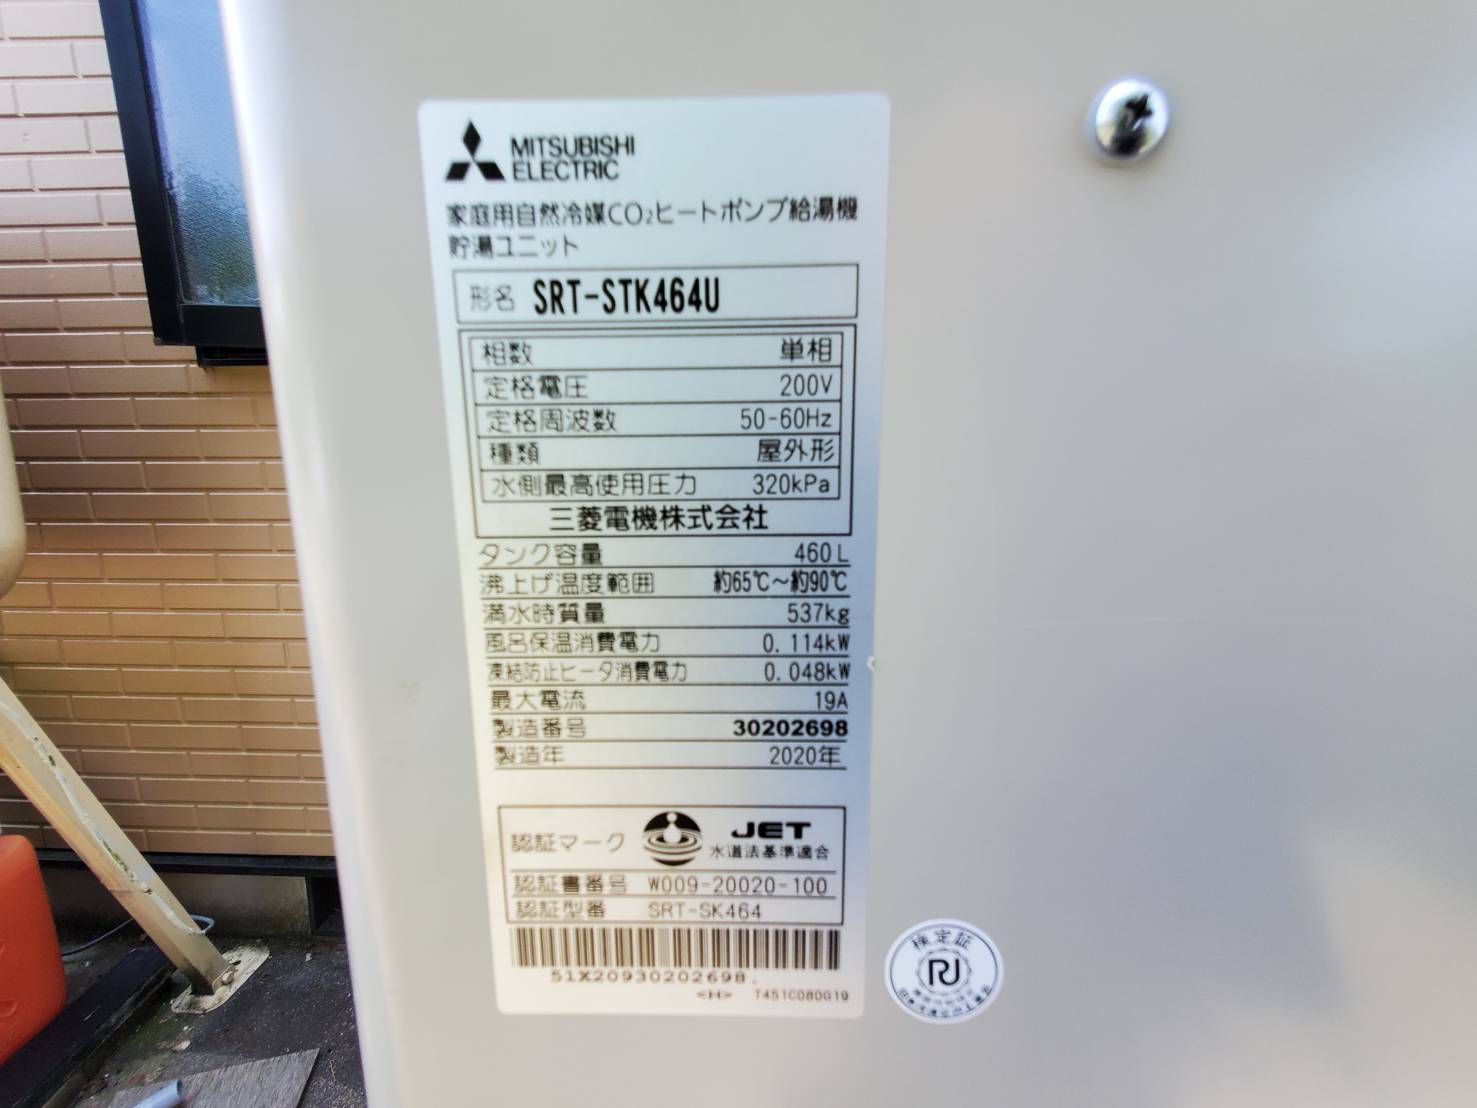 MITSUBISHI
ELECTRIC
家庭用自然冷媒CO₂ヒートポンプ給湯機
貯湯ユニット
形名 SRT-STK464U
相数 単相
定格電圧 200V
定格周波数 50-60Hz
種類 屋外形
水側最高使用圧力 320kPa
三菱電機株式会社
タンク容量 460L
沸上げ温度範囲 約65℃～約90℃
満水時質量 537kg
風呂保温消費電力 0.114kW
凍結防止ヒータ消費電力 0.048kW
最大電流 19A
製造番号 30202698
製造年 2020年
認証マーク JET
水道法基準適合
認証書番号 W009-20020-100
認証型番 SRT-SK464
51X20930202698.
<H> T451C080G19
検定証